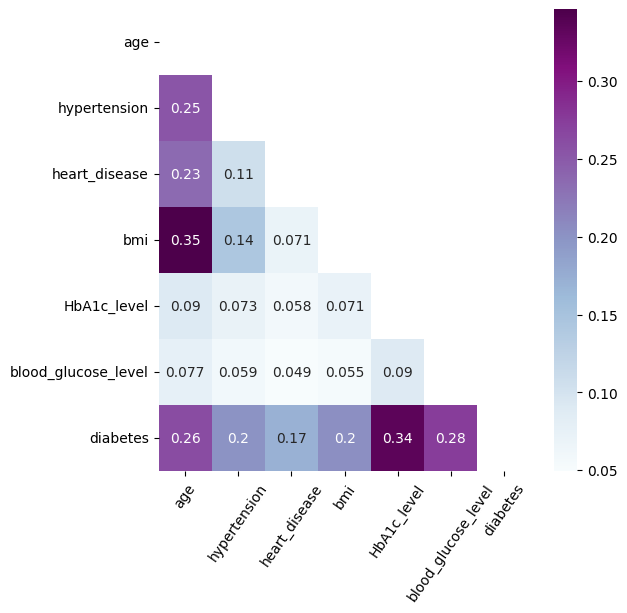 age
hypertension 0.25
heart_disease 0.23 0.11
bmi 0.35 0.14 0.071
HbA1c_level 0.09 0.073 0.058 0.071
blood_glucose_level 0.077 0.059 0.049 0.055 0.09
diabetes 0.26 0.2 0.17 0.2 0.34 0.28
age hypertension heart_disease bmi HbA1c_level blood_glucose_level diabetes
0.30
0.25
0.20
0.15
0.10
0.05